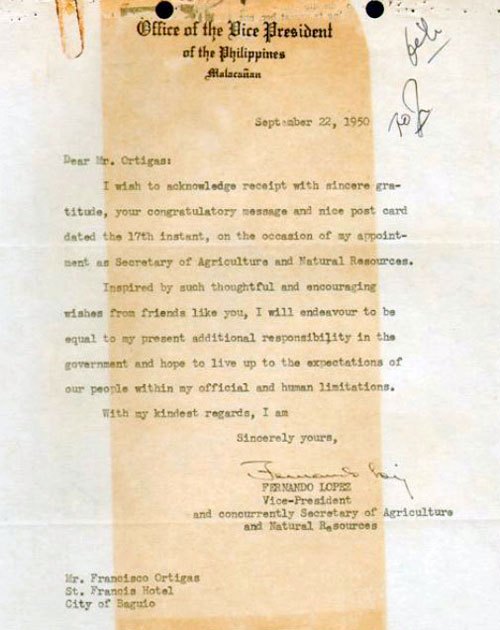 Office of the Vice President
of the Philippines
Malacañan
September 22, 1950
Dear Mr. Ortigas:
I wish to acknowledge receipt with sincere gra-
titude, your congratulatory message and nice post card
dated the 17th instant, on the occasion of my appoint-
ment as Secretary of Agriculture and Natural Resources.
Inspired by such thoughtful and encouraging
wishes from friends like you, I will endeavour to be
equal to my present additional responsibility in the
government and hope to live up to the expectations of
our people within my official and human limitations.
With my kindest regards, I am
Sincerely yours,
FERNANDO LOPEZ
Vice-President
and concurrently Secretary of Agriculture
and Natural Resources
Mr. Francisco Ortigas
St. Francis Hotel
City of Baguio